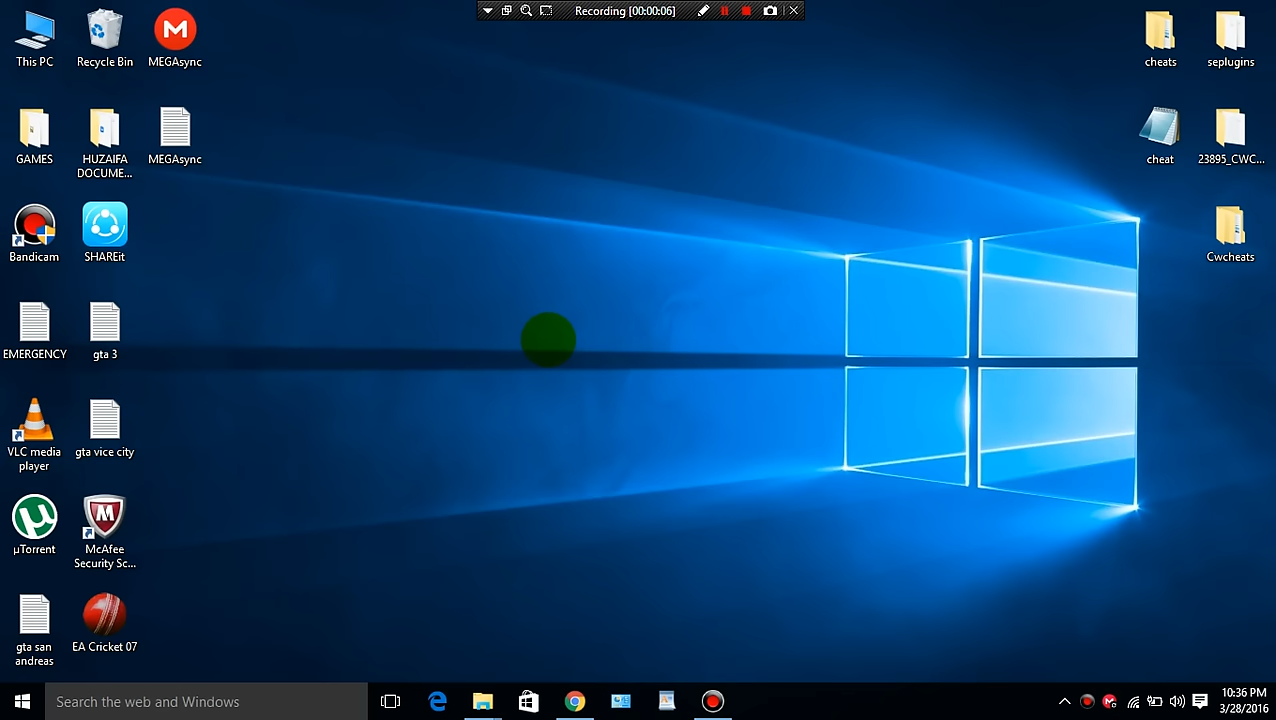 Recording [00:00:06]
This PC
Recycle Bin
MEGAsync
cheats
seplugins
GAMES
HUZAIFA
DOCUME...
MEGAsync
cheat
23895_CWC...
Bandicam
SHAREit
Cwcheats
EMERGENCY
gta 3
VLC media
player
gta vice city
µTorrent
McAfee
Security Sc...
gta san
andreas
EA Cricket 07
Search the web and Windows
10:36 PM
3/28/2016